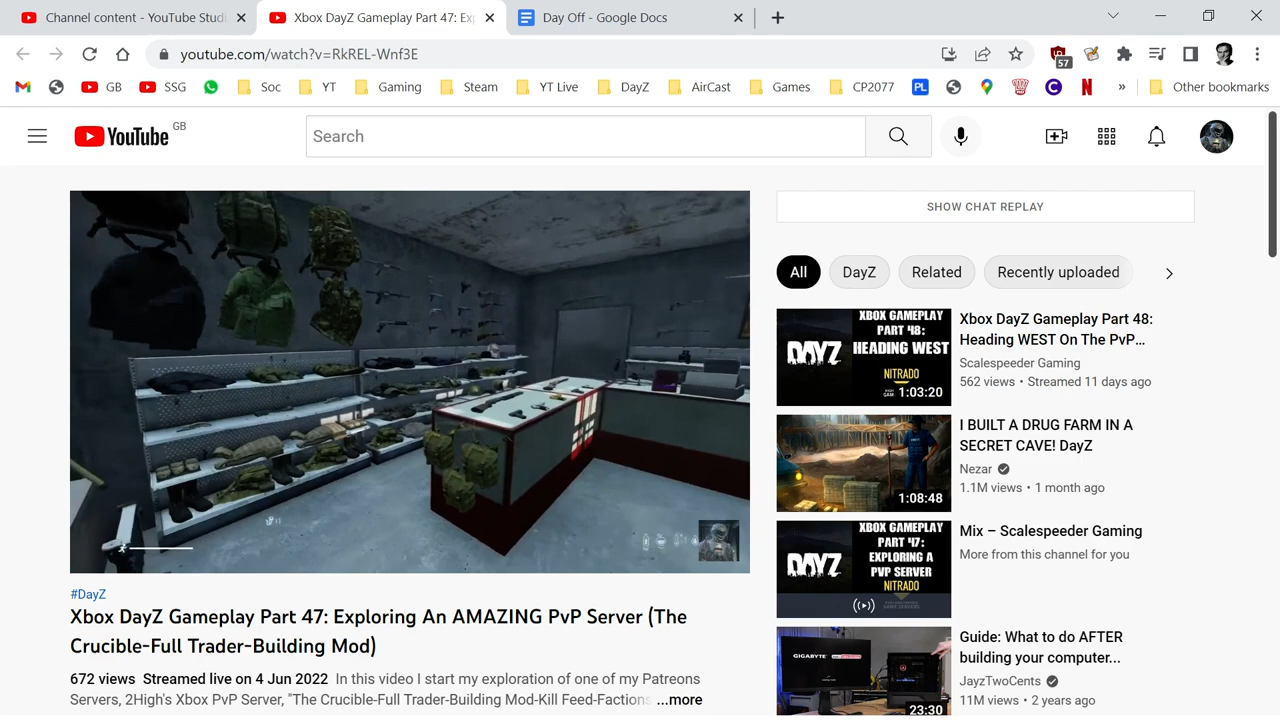 Channel content - YouTube Studi
Xbox DayZ Gameplay Part 47: Exp
Day Off - Google Docs
youtube.com/watch?v=RkREL-Wnf3E
57
GB
SSG
Soc
YT
Gaming
Steam
YT Live
DayZ
AirCast
Games
CP2077
PL
»
Other bookmarks
YouTube GB
Search
SHOW CHAT REPLAY
All
DayZ
Related
Recently uploaded
XBOX GAMEPLAY
PART 48:
HEADING WEST
DAYZ
NITRADO
1:03:20
Xbox DayZ Gameplay Part 48:
Heading WEST On The PvP...
Scalespeeder Gaming
562 views • Streamed 11 days ago
1:08:48
I BUILT A DRUG FARM IN A
SECRET CAVE! DayZ
Nezar
1.1M views • 1 month ago
XBOX GAMEPLAY
PART 47:
EXPLORING A
PVP SERVER
DAYZ
NITRADO
Mix – Scalespeeder Gaming
More from this channel for you
GIGABYTE
23:30
Guide: What to do AFTER
building your computer...
JayzTwoCents
11M views • 2 years ago
#DayZ
Xbox DayZ Gameplay Part 47: Exploring An AMAZING PvP Server (The
Crucible-Full Trader-Building Mod)
672 views Streamed live on 4 Jun 2022 In this video I start my exploration of one of my Patreons
Servers, 2High's Xbox PvP Server, "The Crucible-Full Trader-Building Mod-Kill Feed-Factions ...more